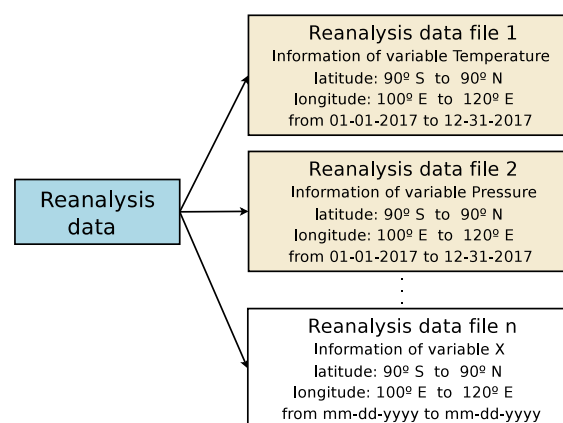 Reanalysis data file 1
Information of variable Temperature
latitude: 90º S to 90º N
longitude: 100º E to 120º E
from 01-01-2017 to 12-31-2017
Reanalysis
data
Reanalysis data file 2
Information of variable Pressure
latitude: 90º S to 90º N
longitude: 100º E to 120º E
from 01-01-2017 to 12-31-2017
Reanalysis data file n
Information of variable X
latitude: 90º S to 90º N
longitude: 100º E to 120º E
from mm-dd-yyyy to mm-dd-yyyy